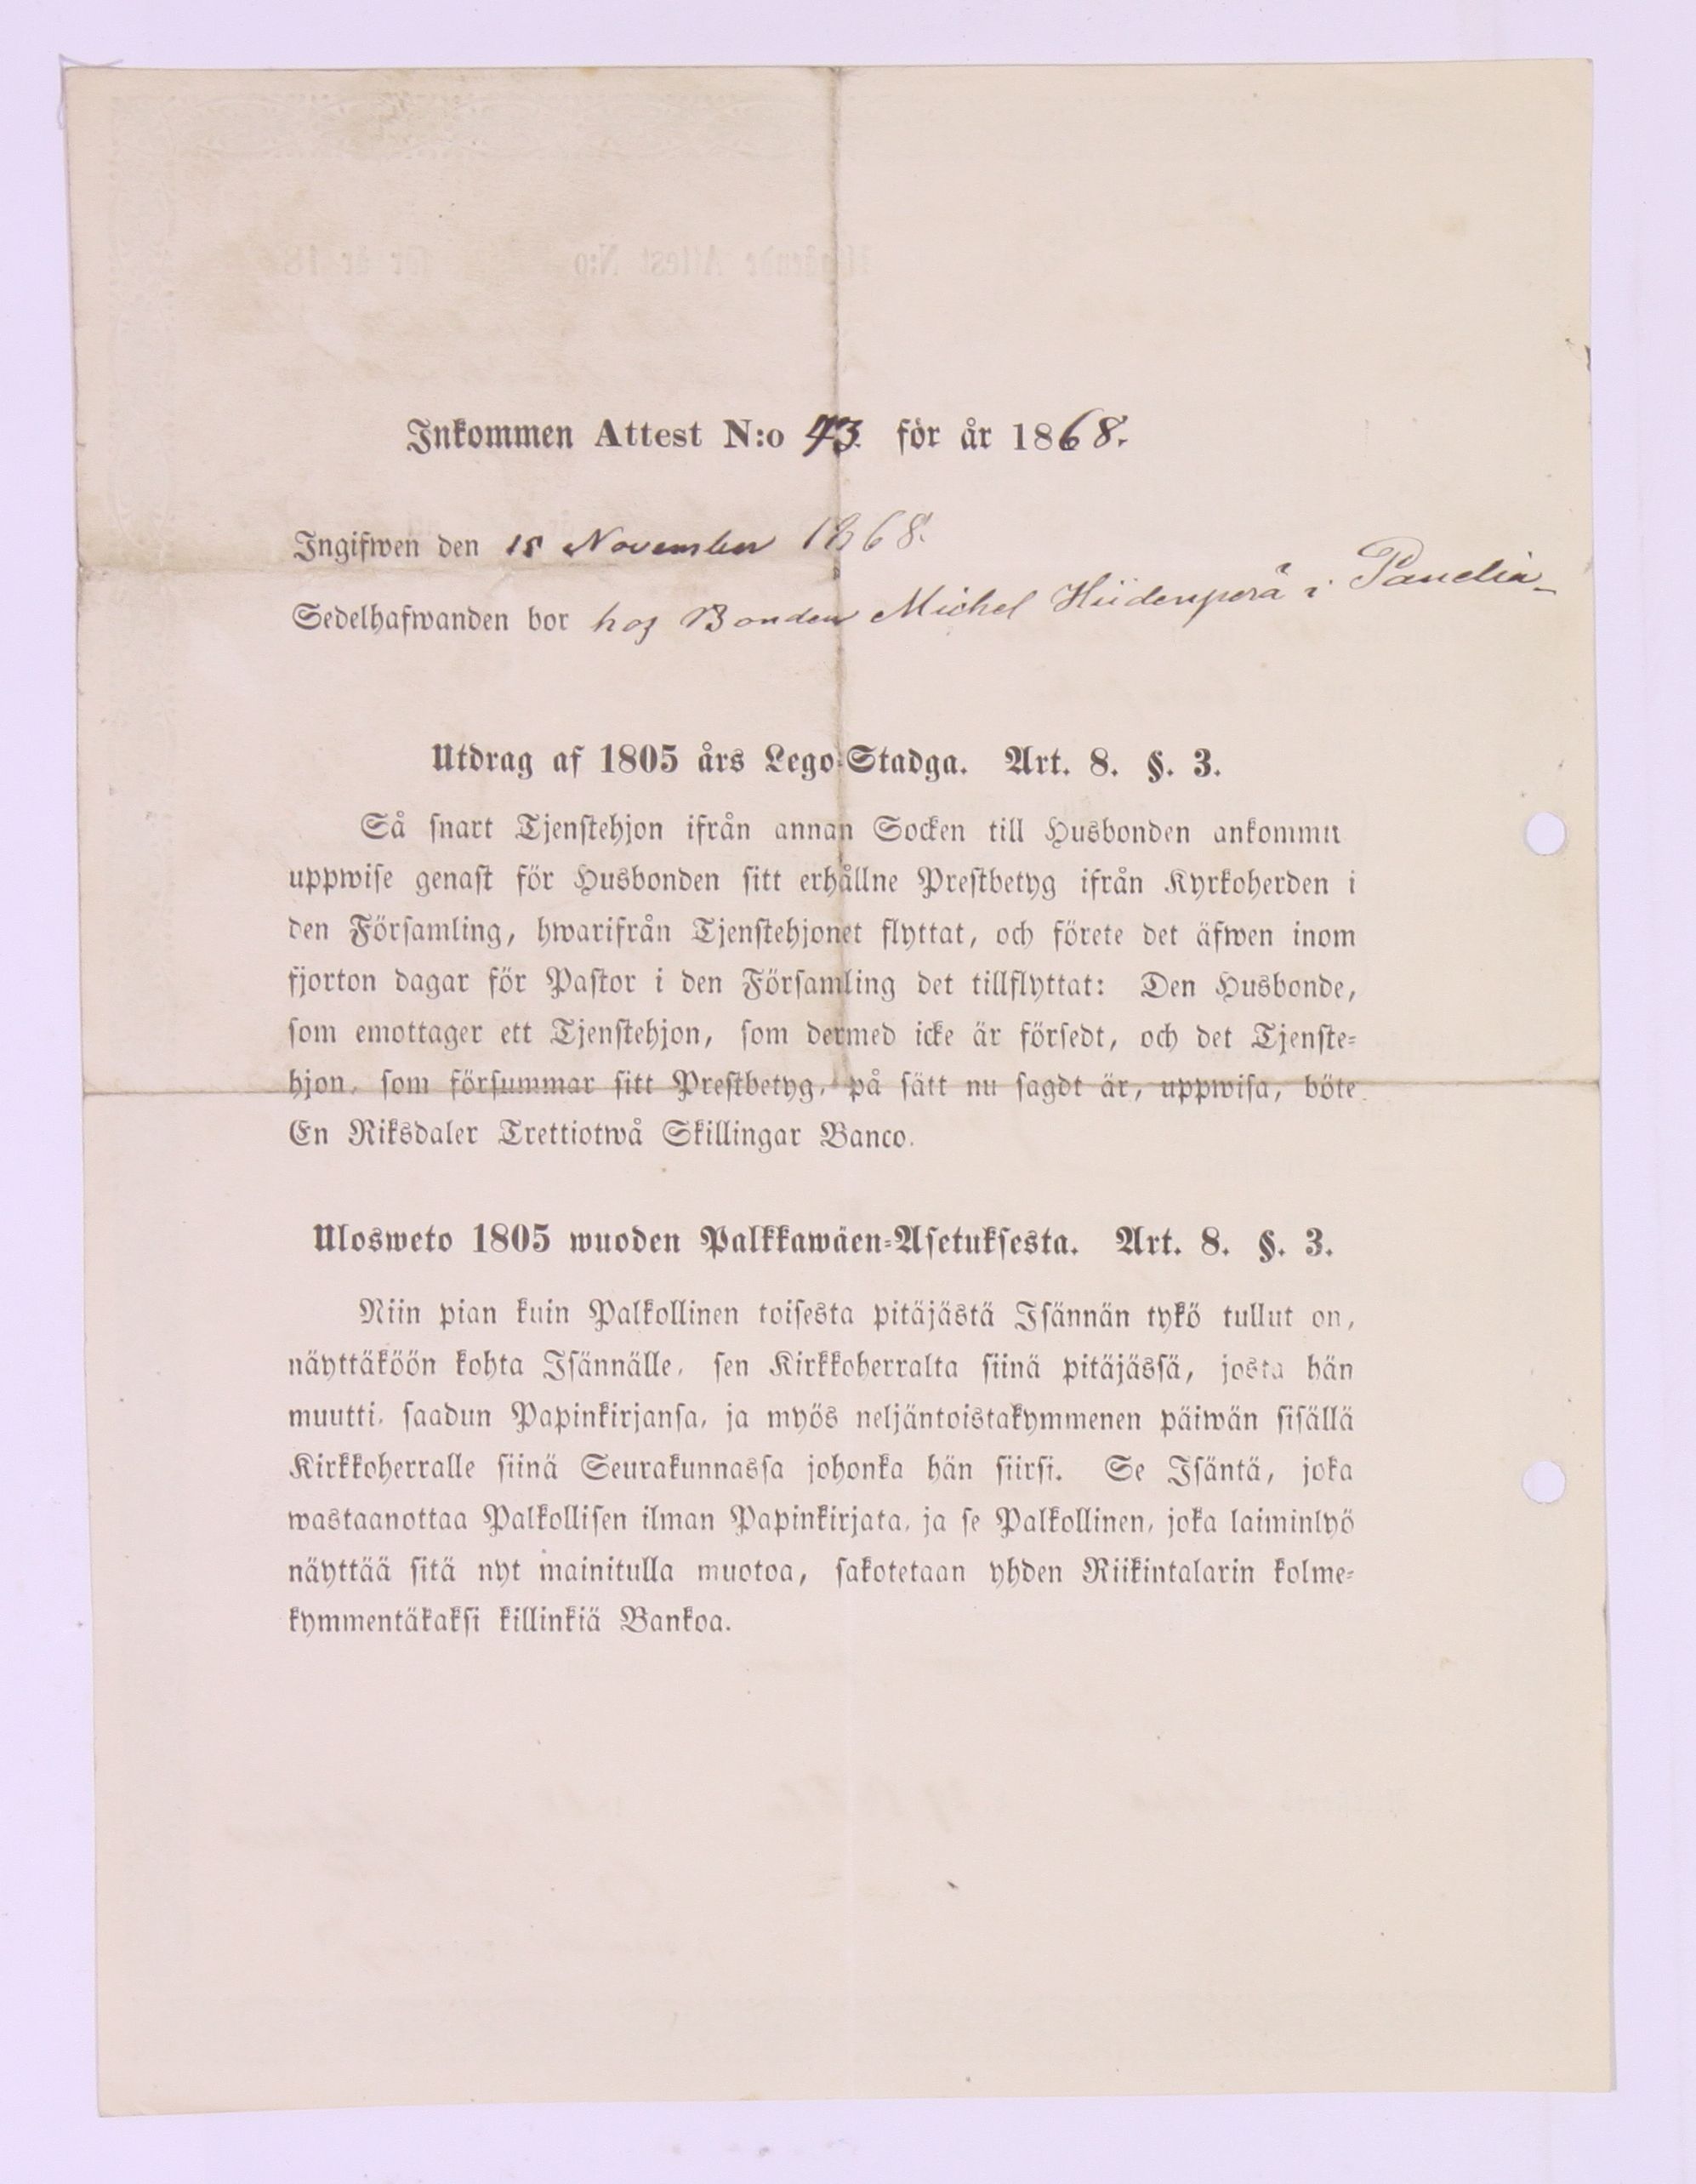 Inkommen Attest N:o 43. för år 1868.
Ingifwen den 15 November 1868.
Sedelhafwanden bor hos Bonden Michel Hiidenperä i Panelia
Utdrag af 1805 års Lego-Stadga. Art. 8. §. 3.
Så snart Tjenstehjon ifrån annan Socken till Husbonden ankommit
uppwise genast för Husbonden sitt erhållne Prestbetyg ifrån Kyrkoherden i
den Församling, hwarifrån Tjenstehjonet flyttat, och förete det äfwen inom
fjorton dagar för Pastor i den Församling det tillflyttat: Den Husbonde,
som emottager ett Tjenstehjon, som dermed icke är försedt, och det Tjenste-
hjon, som försummar sitt Prestbetyg, på sätt nu sagdt är, uppwisa, böte
En Riksdaler Trettiotwå Skillingar Banco.
Ulosweto 1805 wuoden Palkkawäen-Asetuksesta. Art. 8. §. 3.
Niin pian kuin Palkollinen toisesta pitäjästä Isännän tykö tullut on,
näyttäköön kohta Isännälle, sen Kirkkoherralta siinä pitäjässä, josta hän
muutti, saadun Papinkirjansa, ja myös neljäntoistakymmenen päiwän sisällä
Kirkkoherralle siinä Seurakunnassa johonka hän siirsi. Se Isäntä, joka
wastaanottaa Palkollisen ilman Papinkirjata, ja se Palkollinen, joka laiminlyö
näyttää sitä nyt mainitulla muotoa, sakotetaan yhden Riikintalarin kolme-
kymmentäkaksi killinkiä Bankoa.